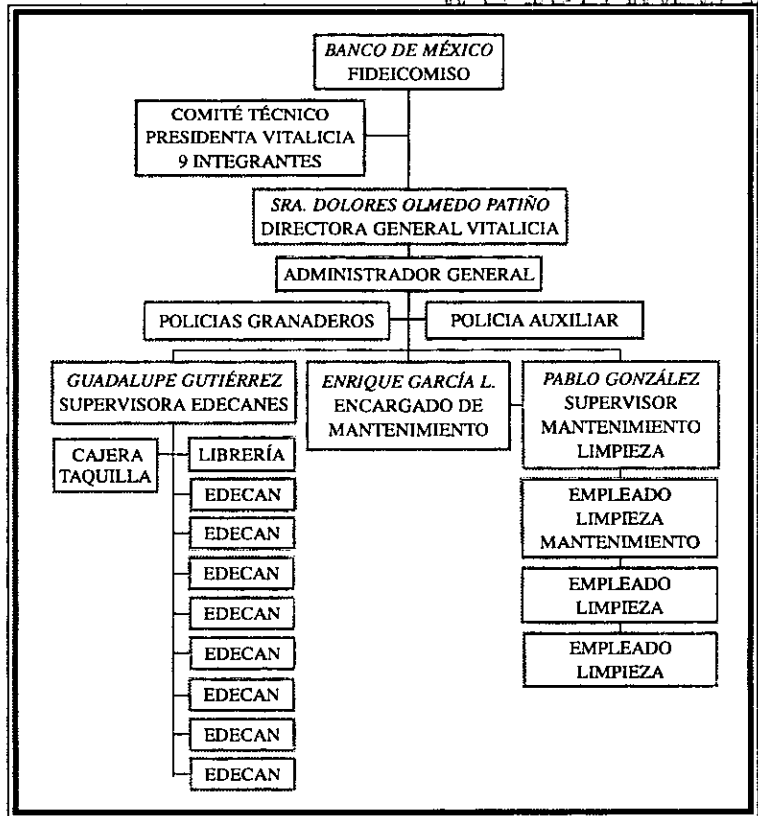 BANCO DE MÉXICO
FIDEICOMISO
COMITÉ TÉCNICO
PRESIDENTA VITALICIA
9 INTEGRANTES
SRA. DOLORES OLMEDO PATIÑO
DIRECTORA GENERAL VITALICIA
ADMINISTRADOR GENERAL
POLICIAS GRANADEROS
POLICIA AUXILIAR
GUADALUPE GUTIÉRREZ
SUPERVISORA EDECANES
ENRIQUE GARCÍA L.
ENCARGADO DE
MANTENIMIENTO
PABLO GONZÁLEZ
SUPERVISOR
MANTENIMIENTO
LIMPIEZA
CAJERA
TAQUILLA
LIBRERÍA
EDECAN
EDECAN
EDECAN
EDECAN
EDECAN
EDECAN
EDECAN
EDECAN
EMPLEADO
LIMPIEZA
MANTENIMIENTO
EMPLEADO
LIMPIEZA
EMPLEADO
LIMPIEZA